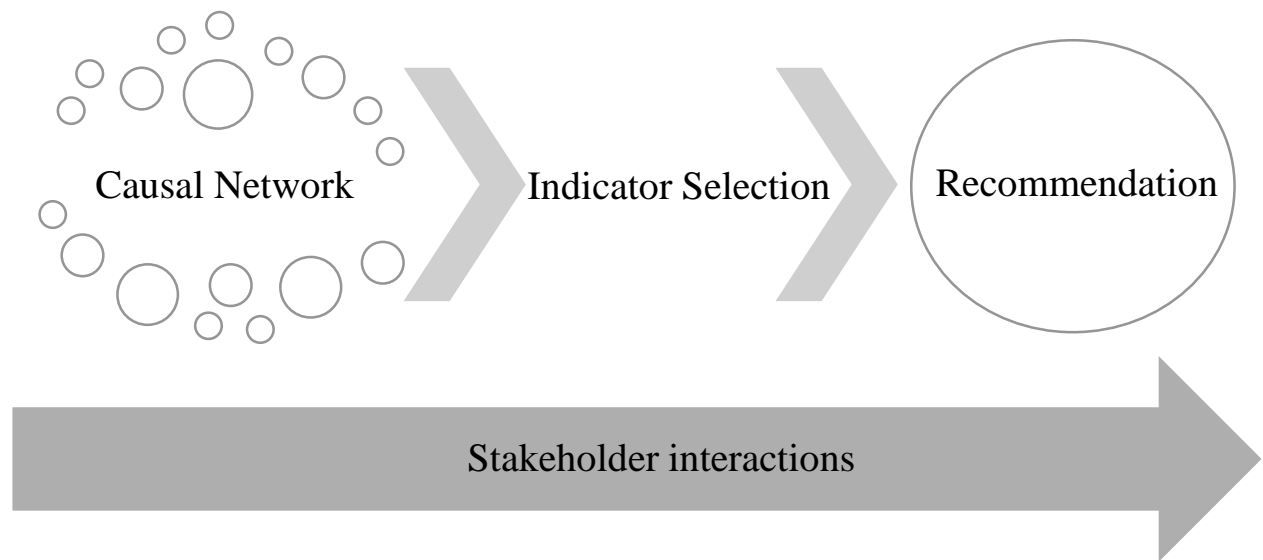 Causal Network
Indicator Selection
Recommendation
Stakeholder interactions